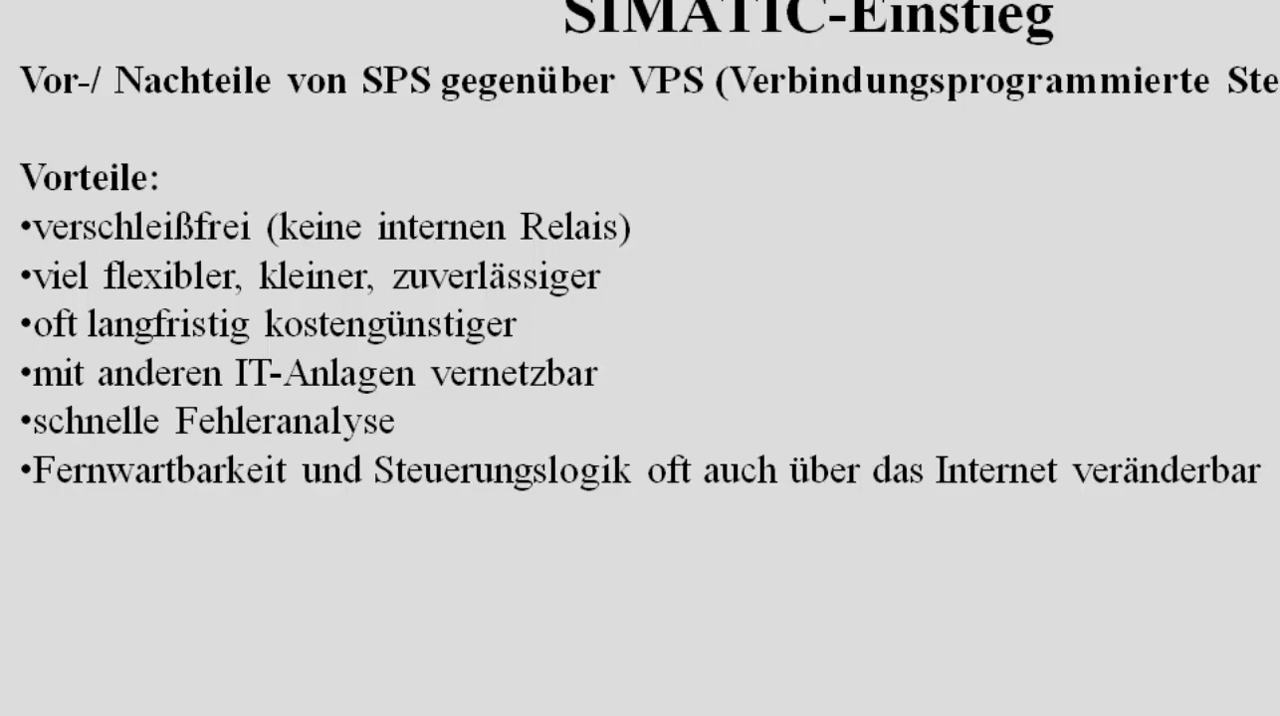 SIMATIC-Einstieg
Vor-/ Nachteile von SPS gegenüber VPS (Verbindungsprogrammierte Ste
Vorteile:
•verschleißfrei (keine internen Relais)
•viel flexibler, kleiner, zuverlässiger
•oft langfristig kostengünstiger
•mit anderen IT-Anlagen vernetzbar
•schnelle Fehleranalyse
•Fernwartbarkeit und Steuerungslogik oft auch über das Internet veränderbar